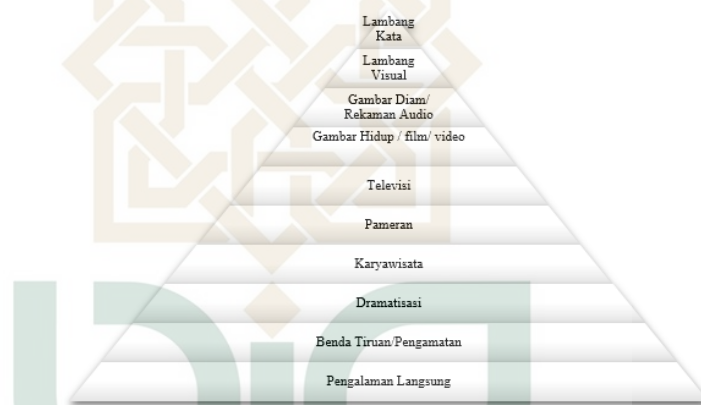 Lambang
Kata
Lambang
Visual
Gambar Diam/
Rekaman Audio
Gambar Hidup / film/ video
Televisi
Pameran
Karyawisata
Dramatisasi
Benda Tiruan/Pengamatan
Pengalaman Langsung